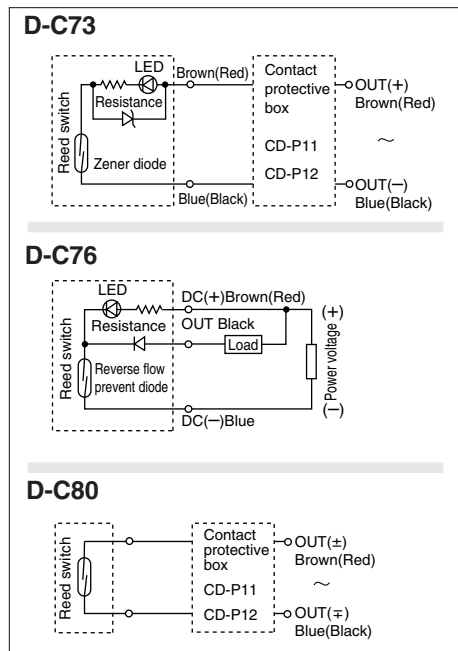 D-C73
LED
Resistance
Zener diode
Reed switch
Brown(Red)
Blue(Black)
Contact
protective
box
CD-P11
CD-P12
OUT(+)
Brown(Red)
~
OUT(−)
Blue(Black)
D-C76
LED
Resistance
Reverse flow
prevent diode
Reed switch
DC(+)Brown(Red)
OUT Black
Load
DC(−)Blue
(+)
Power voltage
(−)
D-C80
Reed switch
Contact
protective
box
CD-P11
CD-P12
OUT(±)
Brown(Red)
~
OUT(∓)
Blue(Black)